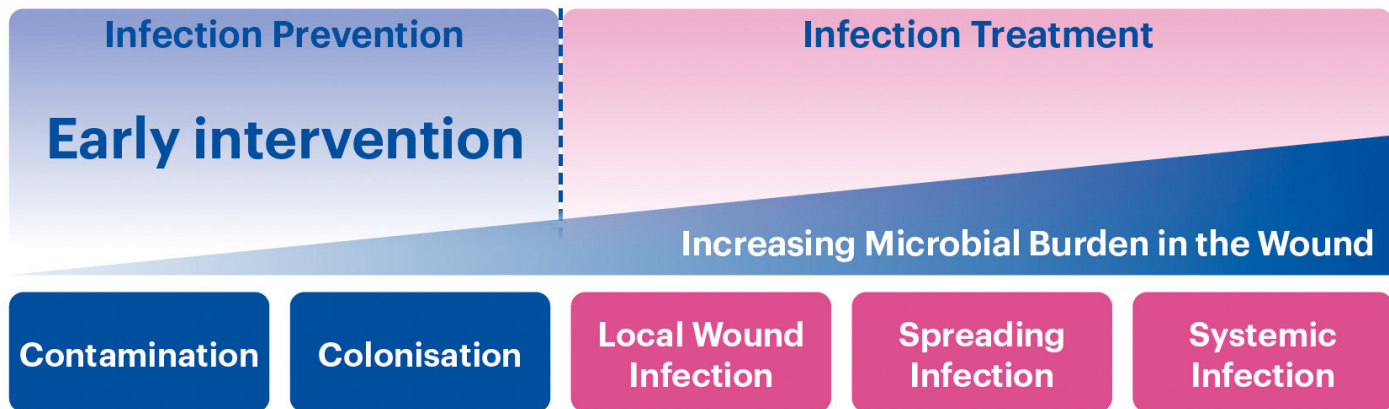 Infection Prevention
Infection Treatment
Early intervention
Increasing Microbial Burden in the Wound
Contamination
Colonisation
Local Wound
Infection
Spreading
Infection
Systemic
Infection